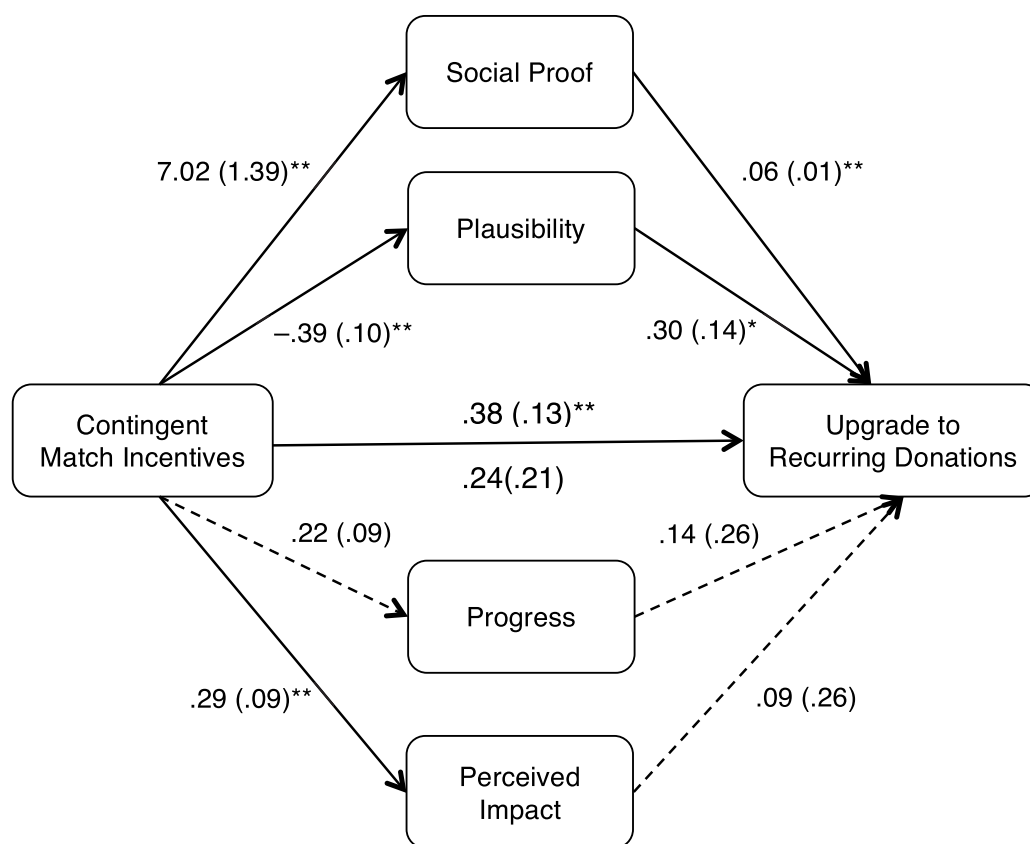 Social Proof
7.02 (1.39)**
.06 (.01)**
Plausibility
–.39 (.10)**
.30 (.14)*
Contingent
Match Incentives
.38 (.13)**
.24(.21)
Upgrade to
Recurring Donations
.22 (.09)
.14 (.26)
Progress
.29 (.09)**
.09 (.26)
Perceived
Impact